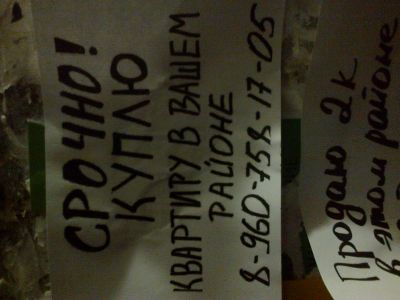 СРОЧНО!
КУПЛЮ
КВАРТИРУ В ВАШЕМ
РАЙОНЕ
8-960-758-17-05
Продаю 2к
в этом районе